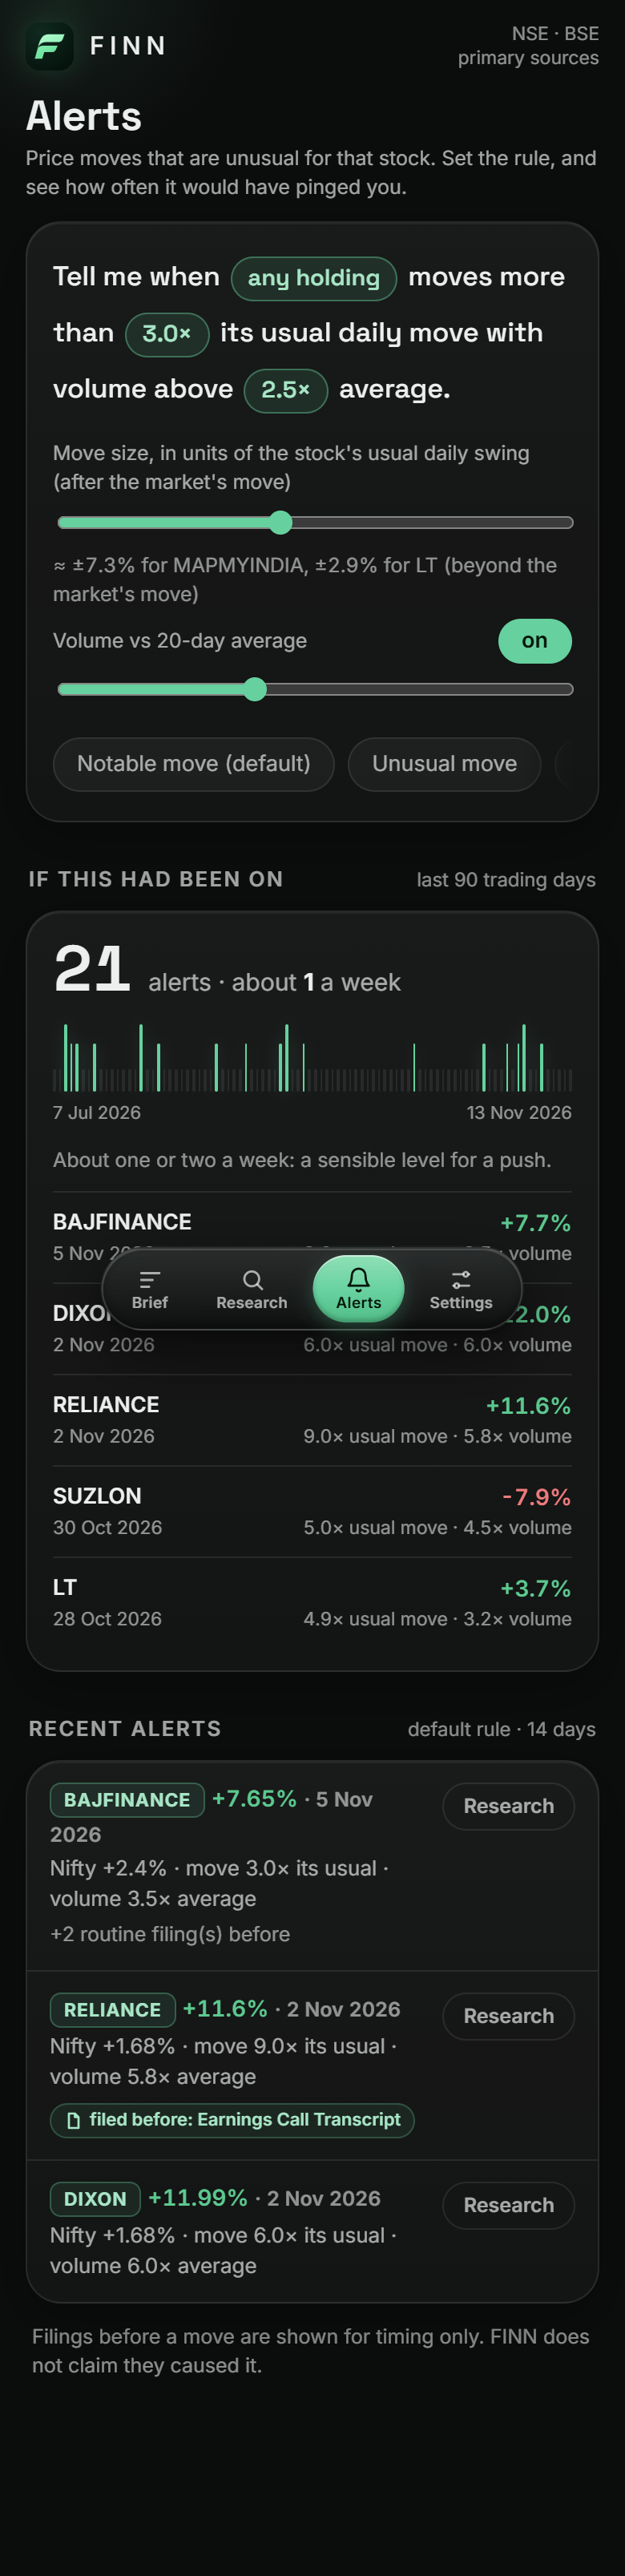 FINN
NSE · BSE
primary sources
Alerts
Price moves that are unusual for that stock. Set the rule, and
see how often it would have pinged you.
Tell me when any holding moves more
than 3.0× its usual daily move with
volume above 2.5× average.
Move size, in units of the stock's usual daily swing
(after the market's move)
≈ ±7.3% for MAPMYINDIA, ±2.9% for LT (beyond the
market's move)
Volume vs 20-day average on
Notable move (default) Unusual move
IF THIS HAD BEEN ON last 90 trading days
21 alerts · about 1 a week
7 Jul 2026 13 Nov 2026
About one or two a week: a sensible level for a push.
BAJFINANCE +7.7%
5 Nov volume
Brief Research Alerts Settings
2 Nov 2026 6.0× usual move · 6.0× volume
RELIANCE +11.6%
2 Nov 2026 9.0× usual move · 5.8× volume
SUZLON -7.9%
30 Oct 2026 5.0× usual move · 4.5× volume
LT +3.7%
28 Oct 2026 4.9× usual move · 3.2× volume
RECENT ALERTS default rule · 14 days
BAJFINANCE +7.65% · 5 Nov Research
2026
Nifty +2.4% · move 3.0× its usual ·
volume 3.5× average
+2 routine filing(s) before
RELIANCE +11.6% · 2 Nov 2026 Research
Nifty +1.68% · move 9.0× its usual ·
volume 5.8× average
filed before: Earnings Call Transcript
DIXON +11.99% · 2 Nov 2026 Research
Nifty +1.68% · move 6.0× its usual ·
volume 6.0× average
Filings before a move are shown for timing only. FINN does
not claim they caused it.